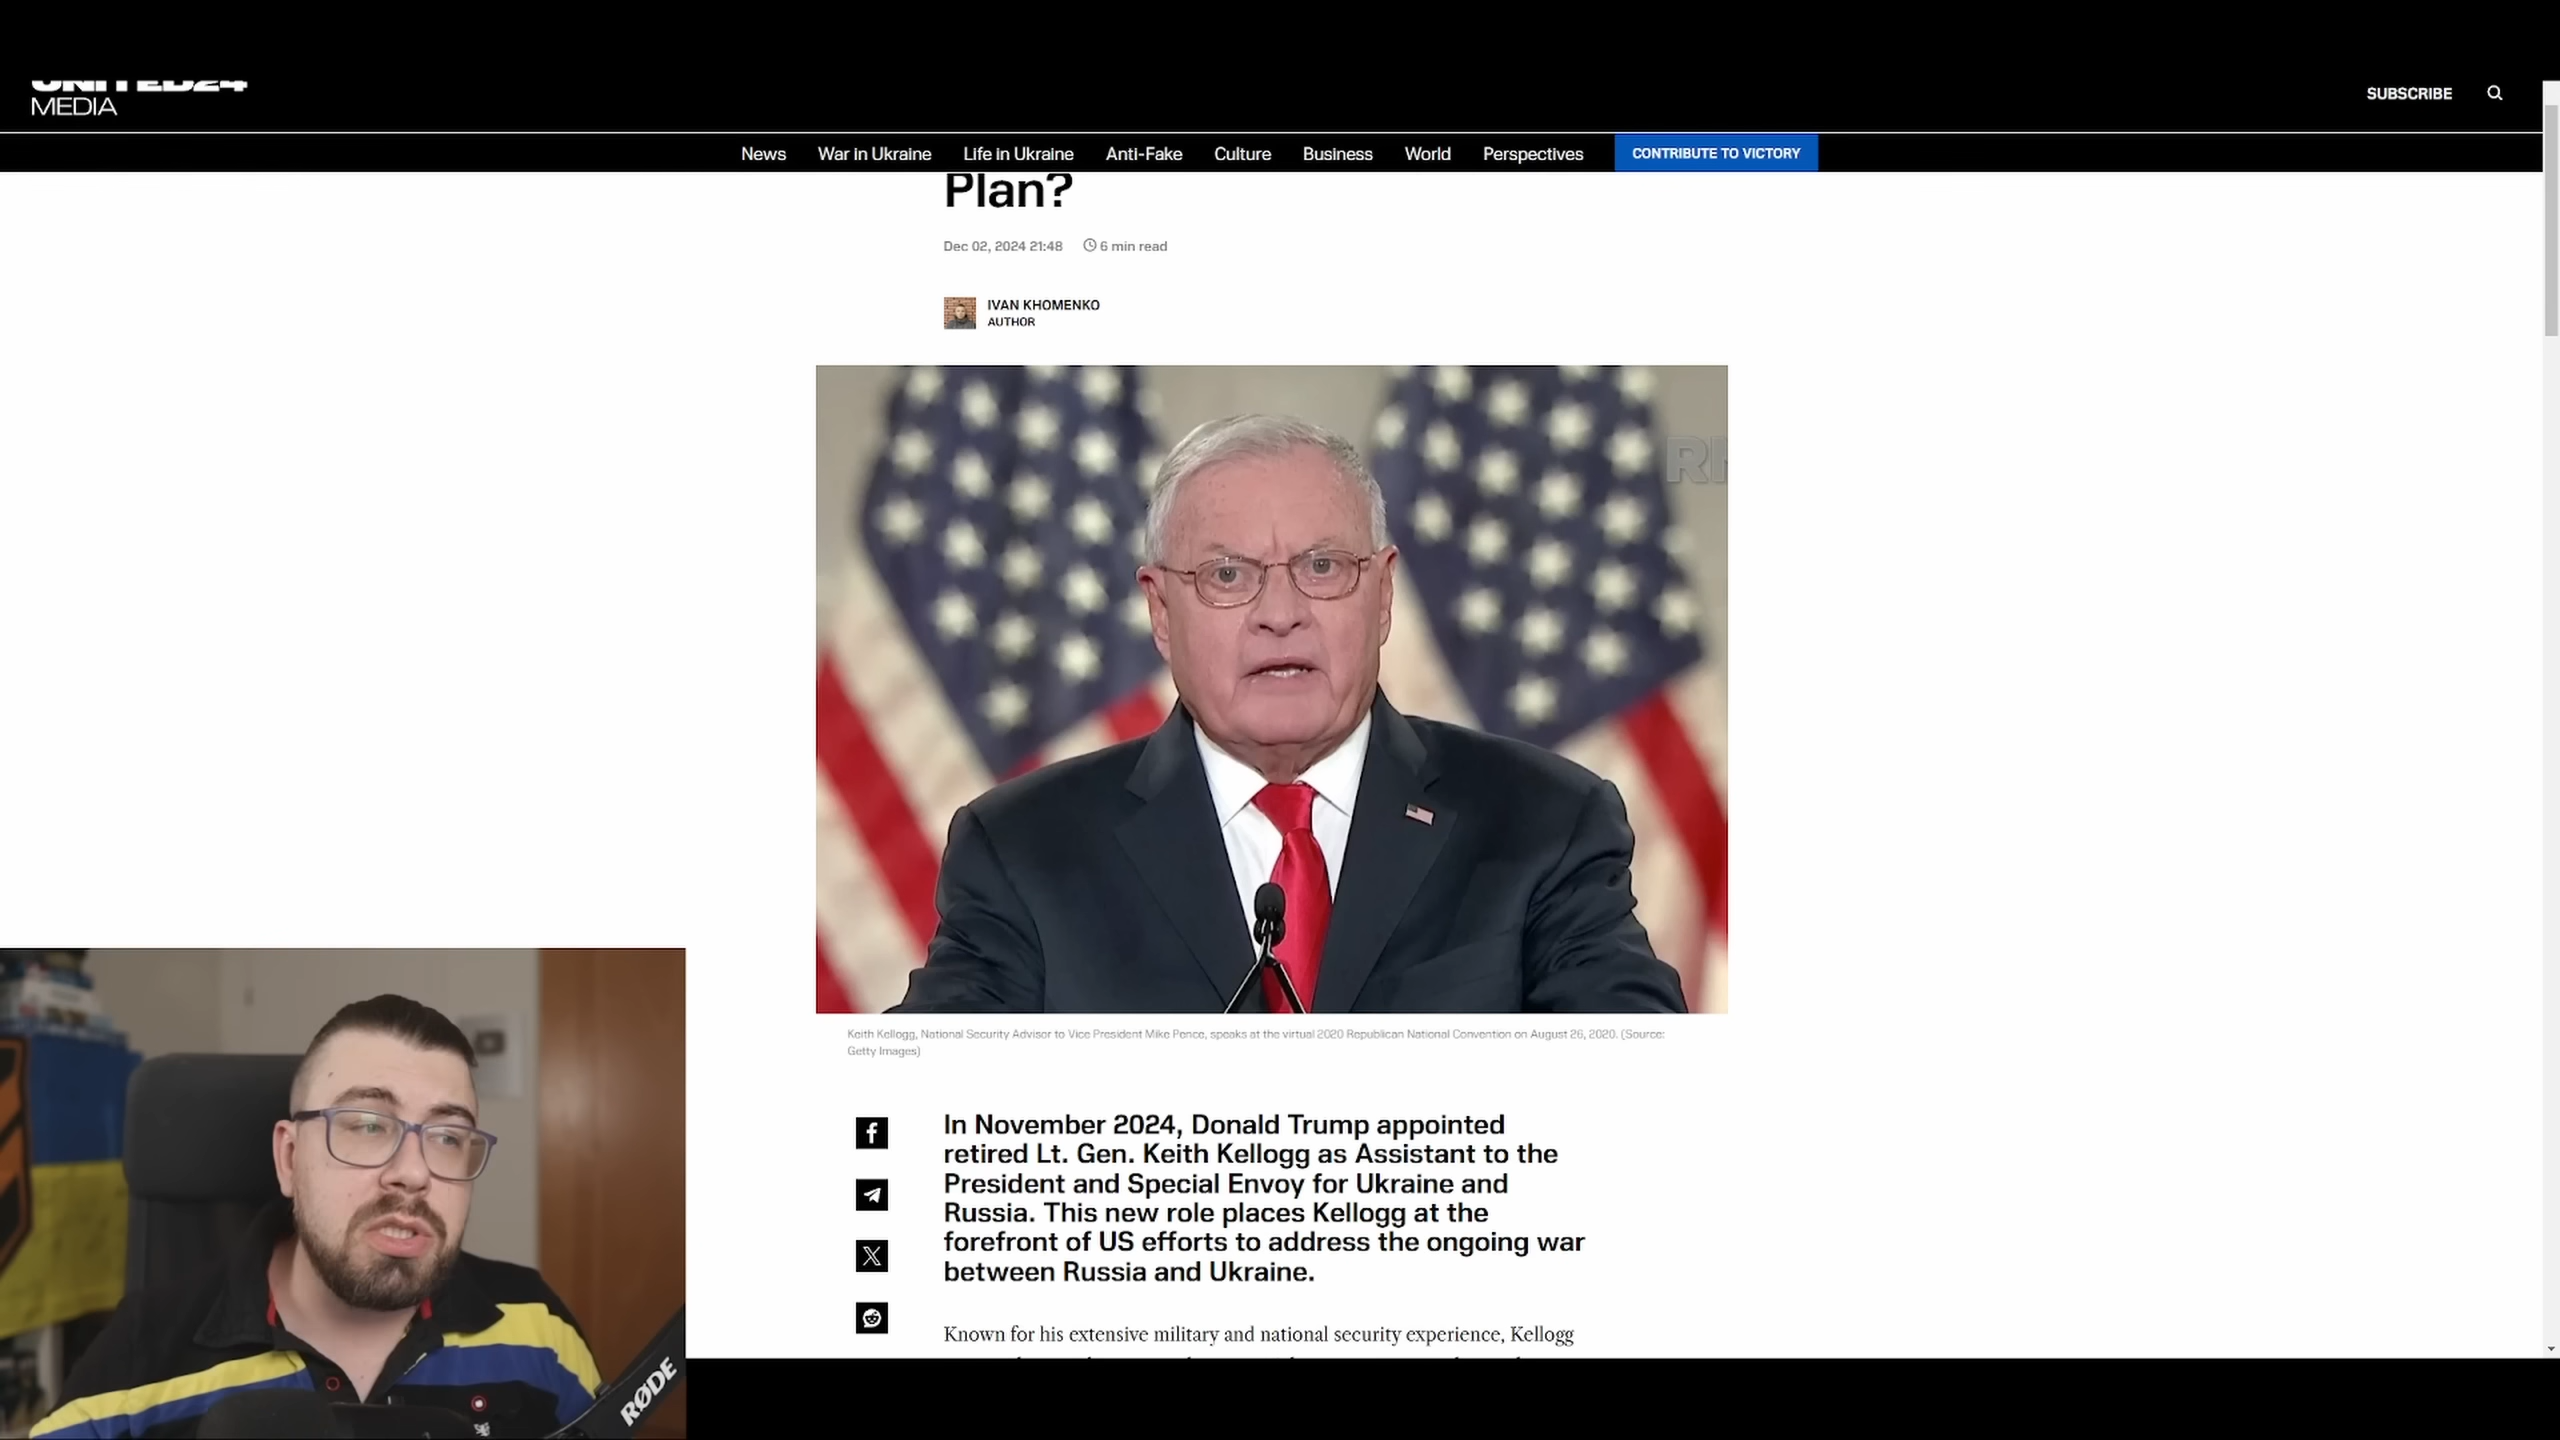 UNITED24
MEDIA
SUBSCRIBE
News War in Ukraine Life in Ukraine Anti-Fake Culture Business World Perspectives CONTRIBUTE TO VICTORY
Plan?
Dec 02, 2024 21:48 6 min read
IVAN KHOMENKO
AUTHOR
Keith Kellogg, National Security Advisor to Vice President Mike Pence, speaks at the virtual 2020 Republican National Convention on August 26, 2020. (Source:
Getty Images)
In November 2024, Donald Trump appointed
retired Lt. Gen. Keith Kellogg as Assistant to the
President and Special Envoy for Ukraine and
Russia. This new role places Kellogg at the
forefront of US efforts to address the ongoing war
between Russia and Ukraine.
Known for his extensive military and national security experience, Kellogg
RØDE